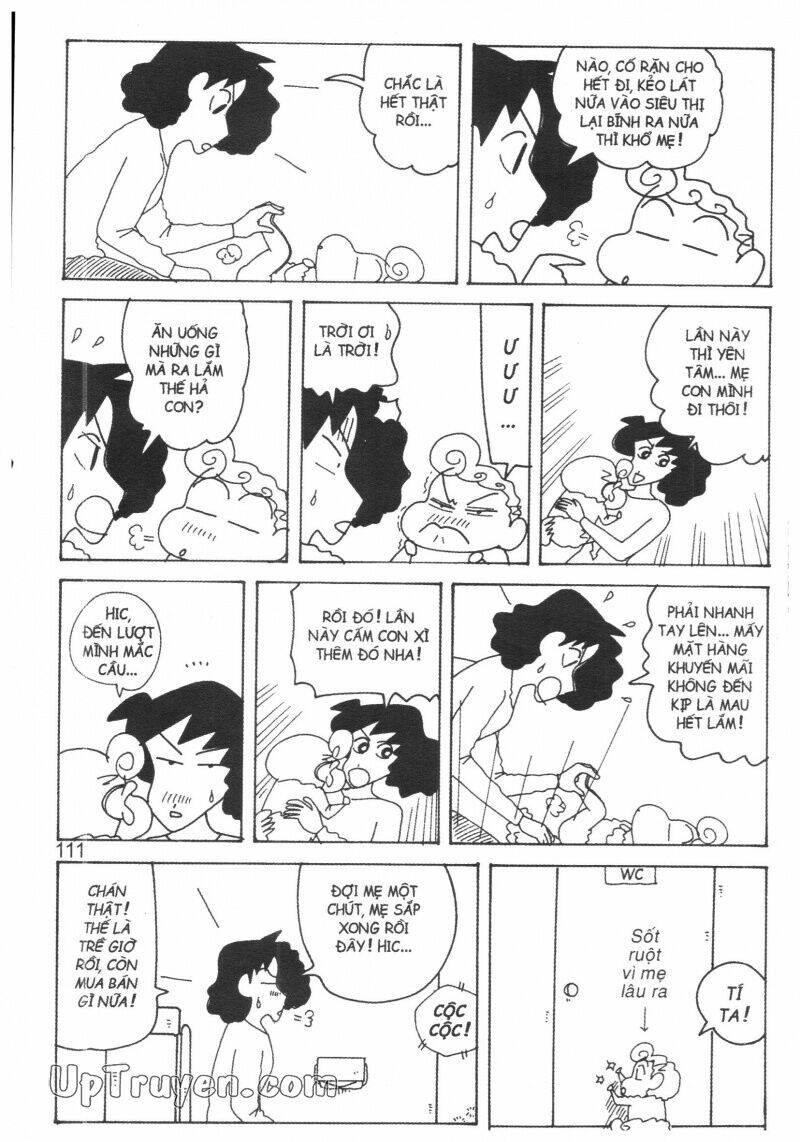 CHẮC LÀ
HẾT THẬT
RỒI...
NÀO, CỐ RẶN CHO
HẾT ĐI, KẺO LÁT
NỮA VÀO SIÊU THỊ
LẠI BĨNH RA NỮA
THÌ KHỔ MẸ!
ĂN UỐNG
NHỮNG GÌ
MÀ RA LẮM
THẾ HẢ
CON?
TRỜI ƠI
LÀ TRỜI!
Ư
Ư
Ư
...
LẦN NÀY
THÌ YÊN
TÂM... MẸ
CON MÌNH
ĐI THÔI!
HIC,
ĐẾN LƯỢT
MÌNH MẮC
CẦU...
RỒI ĐÓ! LẦN
NÀY CẤM CON XÌ
THÊM ĐÓ NHA!
PHẢI NHANH
TAY LÊN... MẤY
MẶT HÀNG
KHUYẾN MÃI
KHÔNG ĐẾN
KỊP LÀ MAU
HẾT LẮM!
111
CHÁN
THẬT!
THẾ LÀ
TRỄ GIỜ
RỒI, CÒN
MUA BÁN
GÌ NỮA!
ĐỢI MẸ MỘT
CHÚT, MẸ SẮP
XONG RỒI
ĐÂY! HIC...
CỘC
CỘC!
WC
Sốt
ruột
vì mẹ
lâu ra
TÍ
TA!
UpTruyen.com